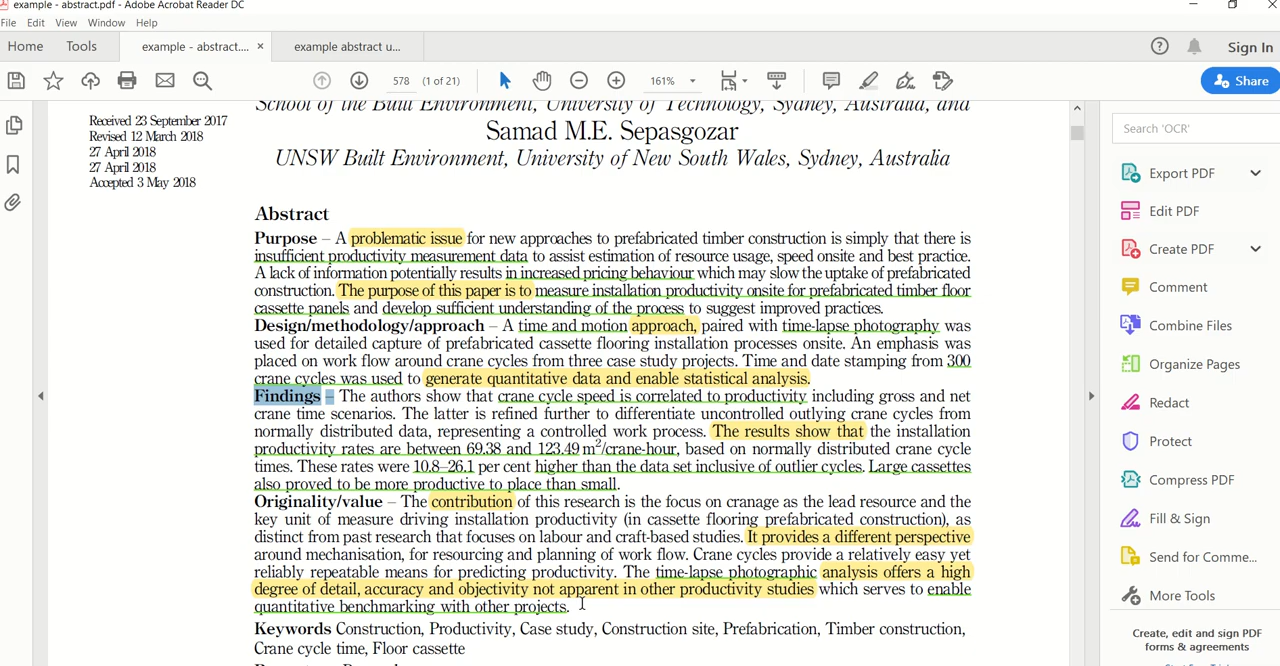 example - abstract.pdf - Adobe Acrobat Reader DC
File Edit View Window Help
Home Tools example - abstract.... × example abstract u... Sign In
578 (1 of 21) 161% Share
School of the Built Environment, University of Technology, Sydney, Australia, and
Samad M.E. Sepasgozar
UNSW Built Environment, University of New South Wales, Sydney, Australia
Received 23 September 2017
Revised 12 March 2018
27 April 2018
27 April 2018
Accepted 3 May 2018
Abstract
Purpose – A problematic issue for new approaches to prefabricated timber construction is simply that there is
insufficient productivity measurement data to assist estimation of resource usage, speed onsite and best practice.
A lack of information potentially results in increased pricing behaviour which may slow the uptake of prefabricated
construction. The purpose of this paper is to measure installation productivity onsite for prefabricated timber floor
cassette panels and develop sufficient understanding of the process to suggest improved practices.
Design/methodology/approach – A time and motion approach, paired with time-lapse photography was
used for detailed capture of prefabricated cassette flooring installation processes onsite. An emphasis was
placed on work flow around crane cycles from three case study projects. Time and date stamping from 300
crane cycles was used to generate quantitative data and enable statistical analysis.
Findings – The authors show that crane cycle speed is correlated to productivity including gross and net
crane time scenarios. The latter is refined further to differentiate uncontrolled outlying crane cycles from
normally distributed data, representing a controlled work process. The results show that the installation
productivity rates are between 69.38 and 123.49 m²/crane-hour, based on normally distributed crane cycle
times. These rates were 10.8–26.1 per cent higher than the data set inclusive of outlier cycles. Large cassettes
also proved to be more productive to place than small.
Originality/value – The contribution of this research is the focus on cranage as the lead resource and the
key unit of measure driving installation productivity (in cassette flooring prefabricated construction), as
distinct from past research that focuses on labour and craft-based studies. It provides a different perspective
around mechanisation, for resourcing and planning of work flow. Crane cycles provide a relatively easy yet
reliably repeatable means for predicting productivity. The time-lapse photographic analysis offers a high
degree of detail, accuracy and objectivity not apparent in other productivity studies which serves to enable
quantitative benchmarking with other projects.
Keywords Construction, Productivity, Case study, Construction site, Prefabrication, Timber construction,
Crane cycle time, Floor cassette
Search 'OCR'
Export PDF
Edit PDF
Create PDF
Comment
Combine Files
Organize Pages
Redact
Protect
Compress PDF
Fill & Sign
Send for Comme...
More Tools
Create, edit and sign PDF
forms & agreements